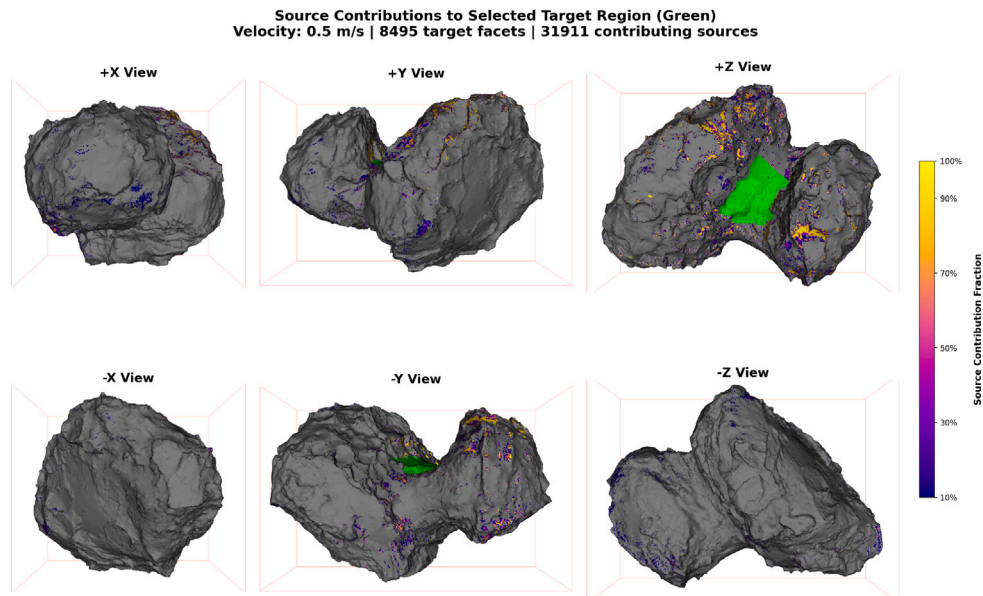 Source Contributions to Selected Target Region (Green)
Velocity: 0.5 m/s | 8495 target facets | 31911 contributing sources
+X View
+Y View
+Z View
-X View
-Y View
-Z View
100%
90%
70%
50%
30%
10%
Source Contribution Fraction